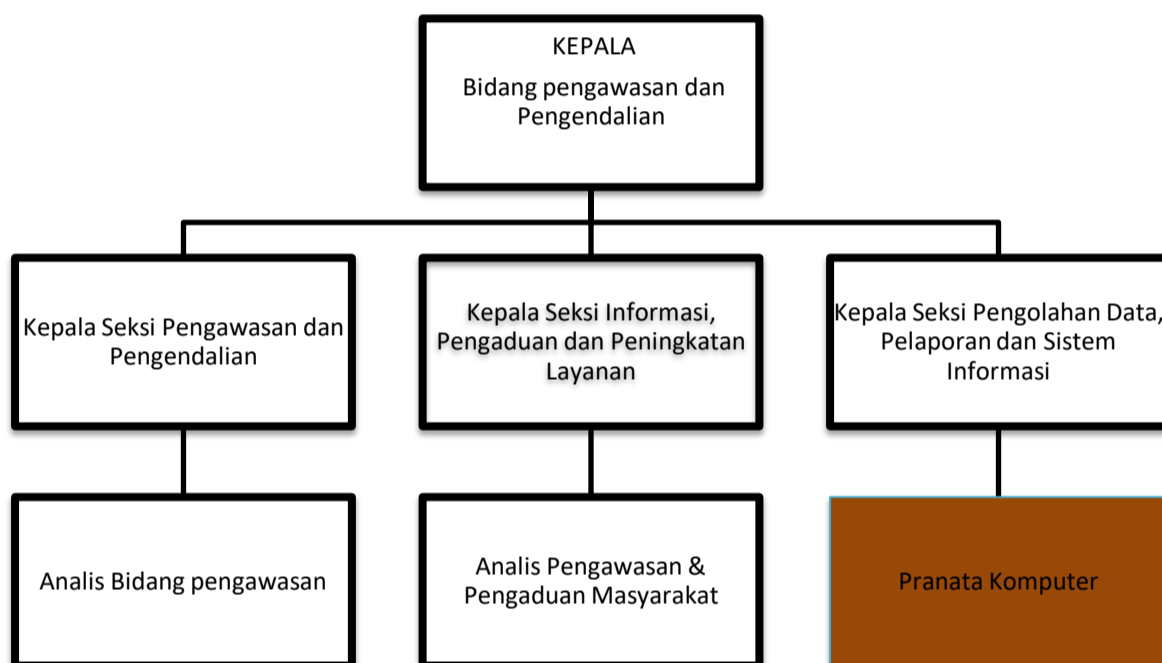 KEPALA
Bidang pengawasan dan
Pengendalian
Kepala Seksi Pengawasan dan
Pengendalian
Kepala Seksi Informasi,
Pengaduan dan Peningkatan
Layanan
Kepala Seksi Pengolahan Data,
Pelaporan dan Sistem
Informasi
Analis Bidang pengawasan
Analis Pengawasan &
Pengaduan Masyarakat
Pranata Komputer